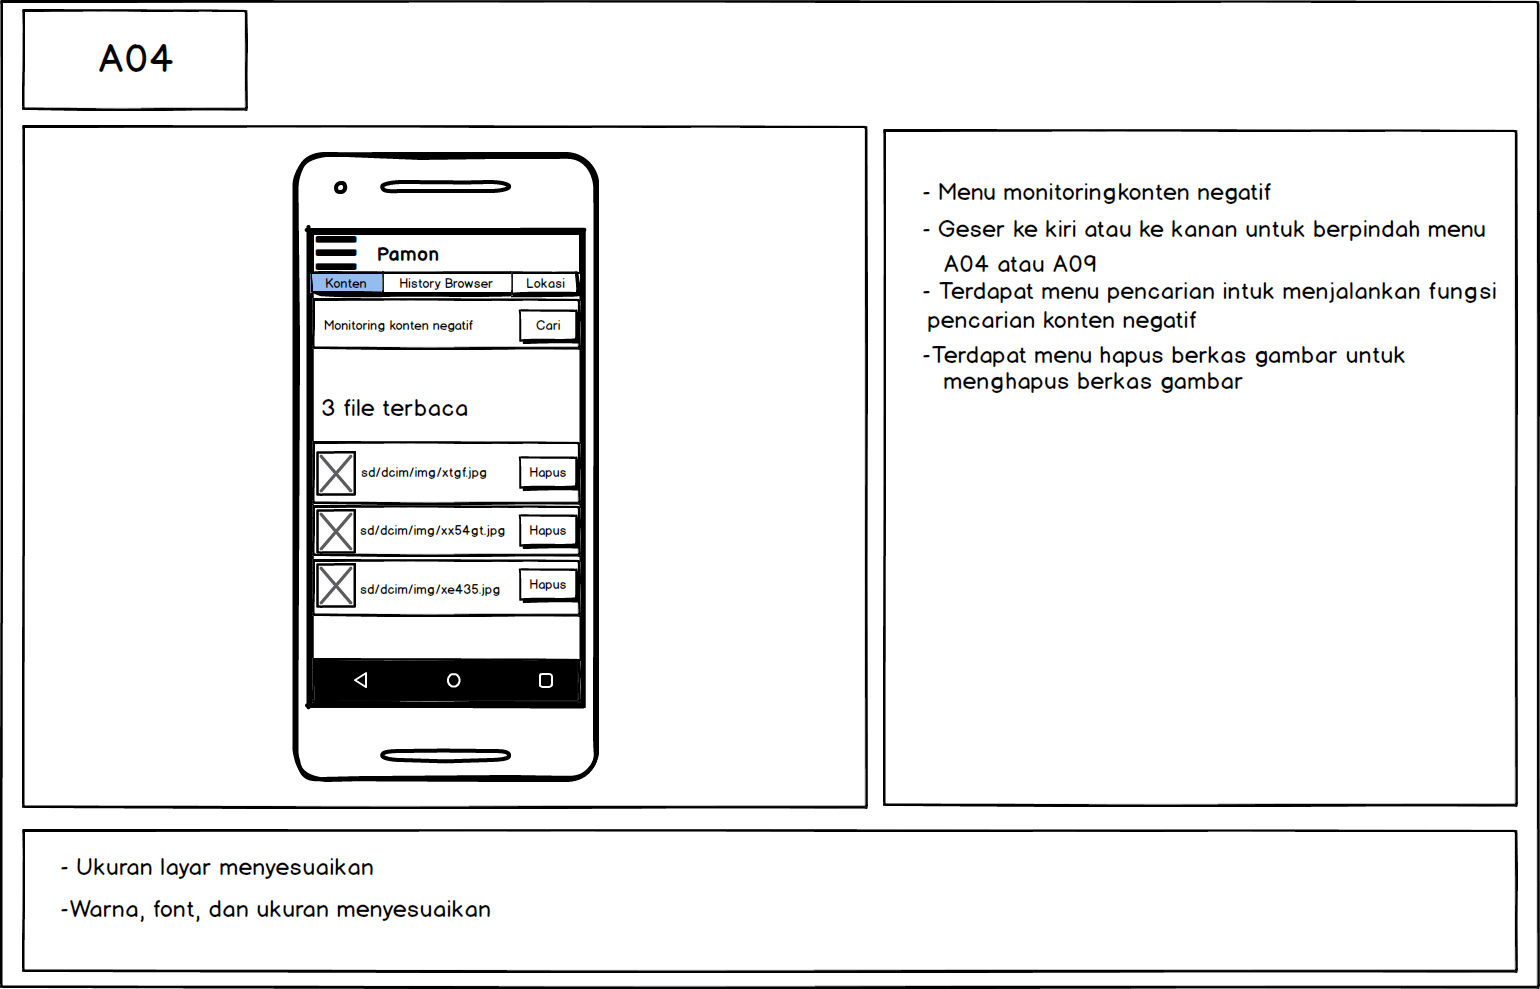 A04
Pamon
Konten History Browser Lokasi
Monitoring konten negatif Cari
3 file terbaca
sd/dcim/img/xtgf.jpg Hapus
sd/dcim/img/xx54gt.jpg Hapus
sd/dcim/img/xe435.jpg Hapus
- Menu monitoringkonten negatif
- Geser ke kiri atau ke kanan untuk berpindah menu
A04 atau A09
- Terdapat menu pencarian intuk menjalankan fungsi
pencarian konten negatif
-Terdapat menu hapus berkas gambar untuk
menghapus berkas gambar
- Ukuran layar menyesuaikan
-Warna, font, dan ukuran menyesuaikan